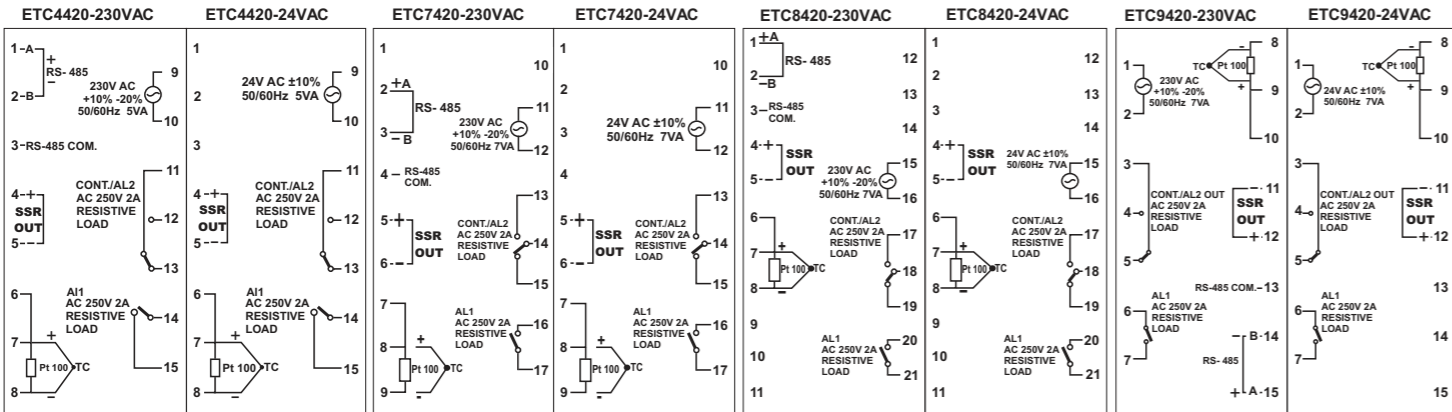 ETC4420-230VAC
1 A
+
RS- 485
−
2 B
3 RS-485 COM.
4 +
SSR
OUT
5 -
6
7
+
Pt 100 TC
8
−
9
230V AC
+10% -20%
50/60Hz 5VA
10
11
CONT./AL2
AC 250V 2A
RESISTIVE
LOAD
12
13
Al1
AC 250V 2A
RESISTIVE
LOAD
14
15
ETC4420-24VAC
1
2
3
4 +
SSR
OUT
5 -
6
7
+
Pt 100 TC
8
−
9
24V AC ±10%
50/60Hz 5VA
10
11
CONT./AL2
AC 250V 2A
RESISTIVE
LOAD
12
13
Al1
AC 250V 2A
RESISTIVE
LOAD
14
15
ETC7420-230VAC
1
2 +A
RS- 485
3 – B
4 – RS-485
COM.
5 +
SSR
OUT
6 -
7
8
+
Pt 100 TC
9
-
10
11
230V AC
+10% -20%
50/60Hz 7VA
12
13
CONT./AL2
AC 250V 2A
RESISTIVE
LOAD
14
15
AL1
AC 250V 2A
RESISTIVE
LOAD
16
17
ETC7420-24VAC
1
2
3
4
5 +
SSR
OUT
6 -
7
8
+
Pt 100 TC
9
-
10
11
24V AC ±10%
50/60Hz 7VA
12
13
CONT./AL2
AC 250V 2A
RESISTIVE
LOAD
14
15
AL1
AC 250V 2A
RESISTIVE
LOAD
16
17
ETC8420-230VAC
1 +A
RS- 485
2 –B
3 –RS-485
COM.
4 +
SSR
OUT
5 -
6
7
+
Pt 100 TC
8
−
9
10
11
12
13
14
15
230V AC
+10% -20%
50/60Hz 7VA
16
17
CONT./AL2
AC 250V 2A
RESISTIVE
LOAD
18
19
AL1
AC 250V 2A
RESISTIVE
LOAD
20
21
ETC8420-24VAC
1
2
3
4 +
SSR
OUT
5 -
6
7
+
Pt 100 TC
8
−
9
10
11
12
13
14
15
24V AC ±10%
50/60Hz 7VA
16
17
CONT./AL2
AC 250V 2A
RESISTIVE
LOAD
18
19
AL1
AC 250V 2A
RESISTIVE
LOAD
20
21
ETC9420-230VAC
1
230V AC
+10% -20%
50/60Hz 7VA
2
3
CONT./AL2 OUT
AC 250V 2A
RESISTIVE
LOAD
4
5
6
AL1
AC 250V 2A
RESISTIVE
LOAD
7
-
8
TC Pt 100
+
9
10
- 11
SSR
OUT
+ 12
RS-485 COM. 13
− B 14
RS- 485
+ A 15
ETC9420-24VAC
1
24V AC ±10%
50/60Hz 7VA
2
3
CONT./AL2 OUT
AC 250V 2A
RESISTIVE
LOAD
4
5
6
AL1
AC 250V 2A
RESISTIVE
LOAD
7
-
8
TC Pt 100
+
9
10
- 11
SSR
OUT
+ 12
13
14
15